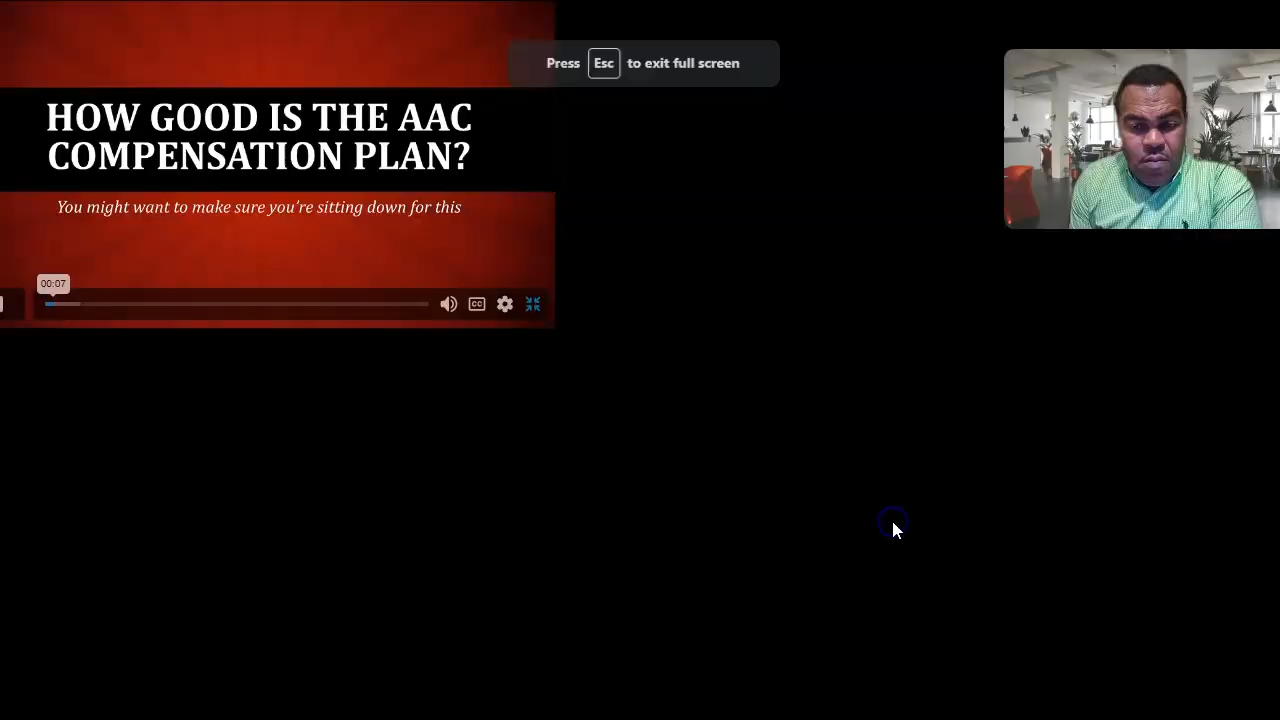 Press Esc to exit full screen
HOW GOOD IS THE AAC
COMPENSATION PLAN?
You might want to make sure you're sitting down for this
00:07
CC